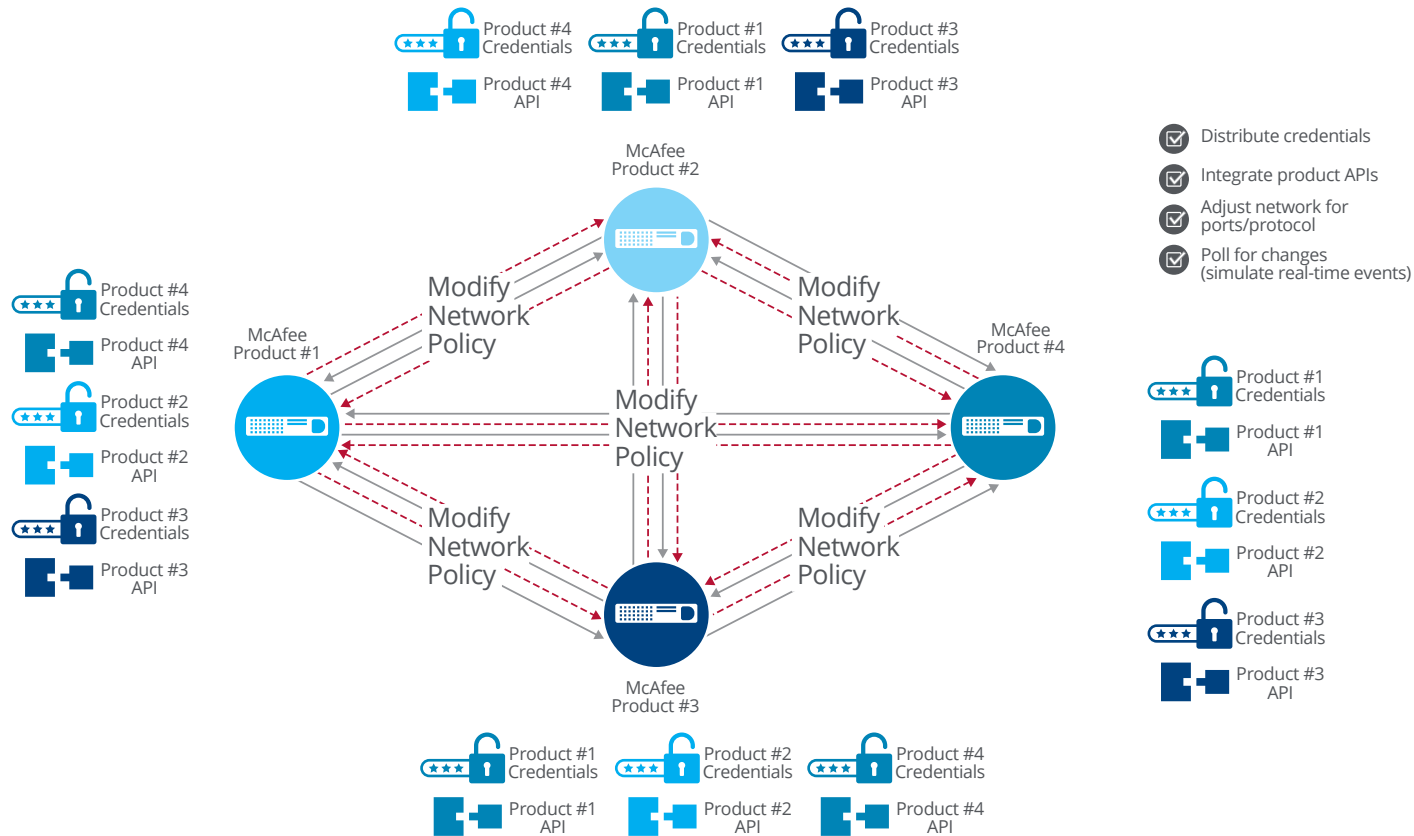 Product #4
Credentials
Product #1
Credentials
Product #3
Credentials
Product #4
API
Product #1
API
Product #3
API
Distribute credentials
Integrate product APIs
Adjust network for
ports/protocol
Poll for changes
(simulate real-time events)
McAfee
Product #2
Product #4
Credentials
Product #4
API
Product #2
Credentials
Product #2
API
Product #3
Credentials
Product #3
API
McAfee
Product #1
Modify
Network
Policy
Modify
Network
Policy
McAfee
Product #4
Modify
Network
Policy
Modify
Network
Policy
Modify
Network
Policy
Product #1
Credentials
Product #1
API
Product #2
Credentials
Product #2
API
Product #3
Credentials
Product #3
API
McAfee
Product #3
Product #1
Credentials
Product #2
Credentials
Product #4
Credentials
Product #1
API
Product #2
API
Product #4
API